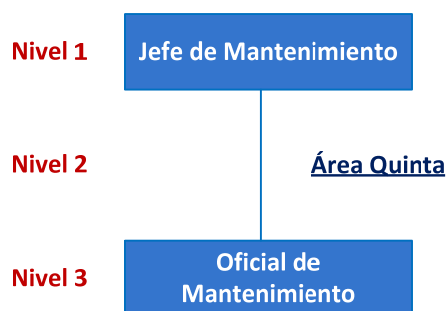 Nivel 1
Jefe de Mantenimiento
Nivel 2
Área Quinta
Nivel 3
Oficial de
Mantenimiento